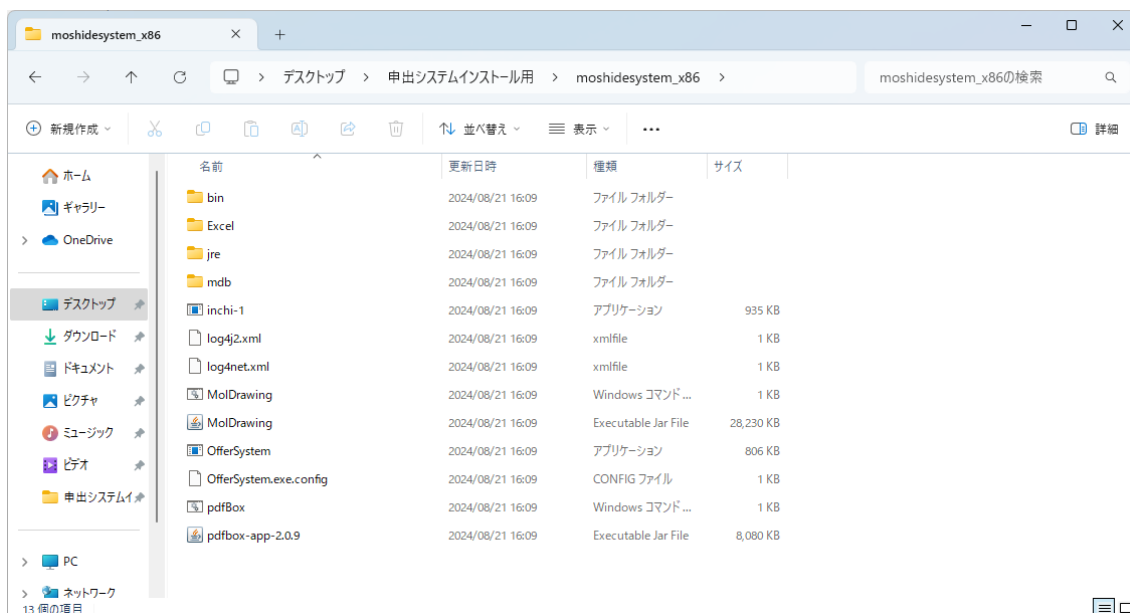 moshidesystem_x86
デスクトップ > 申出システムインストール用 > moshidesystem_x86 >
moshidesystem_x86の検索
新規作成 並べ替え 表示 ... 詳細
ホーム
ギャラリー
OneDrive
デスクトップ
ダウンロード
ドキュメント
ピクチャ
ミュージック
ビデオ
申出システムイ
PC
ネットワーク
名前 更新日時 種類 サイズ
bin 2024/08/21 16:09 ファイル フォルダー
Excel 2024/08/21 16:09 ファイル フォルダー
jre 2024/08/21 16:09 ファイル フォルダー
mdb 2024/08/21 16:09 ファイル フォルダー
inchi-1 2024/08/21 16:09 アプリケーション 935 KB
log4j2.xml 2024/08/21 16:09 xmlfile 1 KB
log4net.xml 2024/08/21 16:09 xmlfile 1 KB
MolDrawing 2024/08/21 16:09 Windows コマンド ... 1 KB
MolDrawing 2024/08/21 16:09 Executable Jar File 28,230 KB
OfferSystem 2024/08/21 16:09 アプリケーション 806 KB
OfferSystem.exe.config 2024/08/21 16:09 CONFIG ファイル 1 KB
pdfBox 2024/08/21 16:09 Windows コマンド ... 1 KB
pdfbox-app-2.0.9 2024/08/21 16:09 Executable Jar File 8,080 KB
13 個の項目